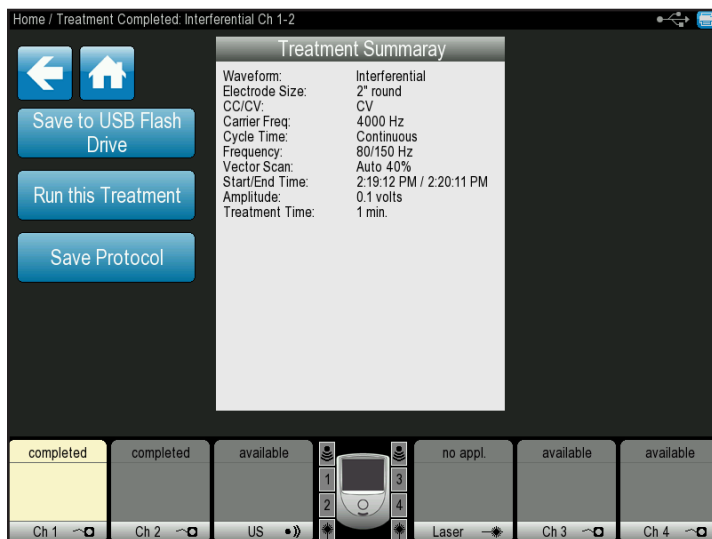 Home / Treatment Completed: Interferential Ch 1-2
Treatment Summaray
Save to USB Flash
Drive
Run this Treatment
Save Protocol
Waveform: Interferential
Electrode Size: 2" round
CC/CV: CV
Carrier Freq: 4000 Hz
Cycle Time: Continuous
Frequency: 80/150 Hz
Vector Scan: Auto 40%
Start/End Time: 2:19:12 PM / 2:20:11 PM
Amplitude: 0.1 volts
Treatment Time: 1 min.
completed completed available no appl. available available
1 3
2 4
Ch 1 Ch 2 US Laser Ch 3 Ch 4